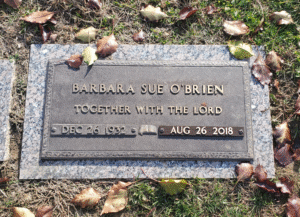 BARBARA SUE O'BRIEN
TOGETHER WITH THE LORD
DEC 26 1932 AUG 26 2018